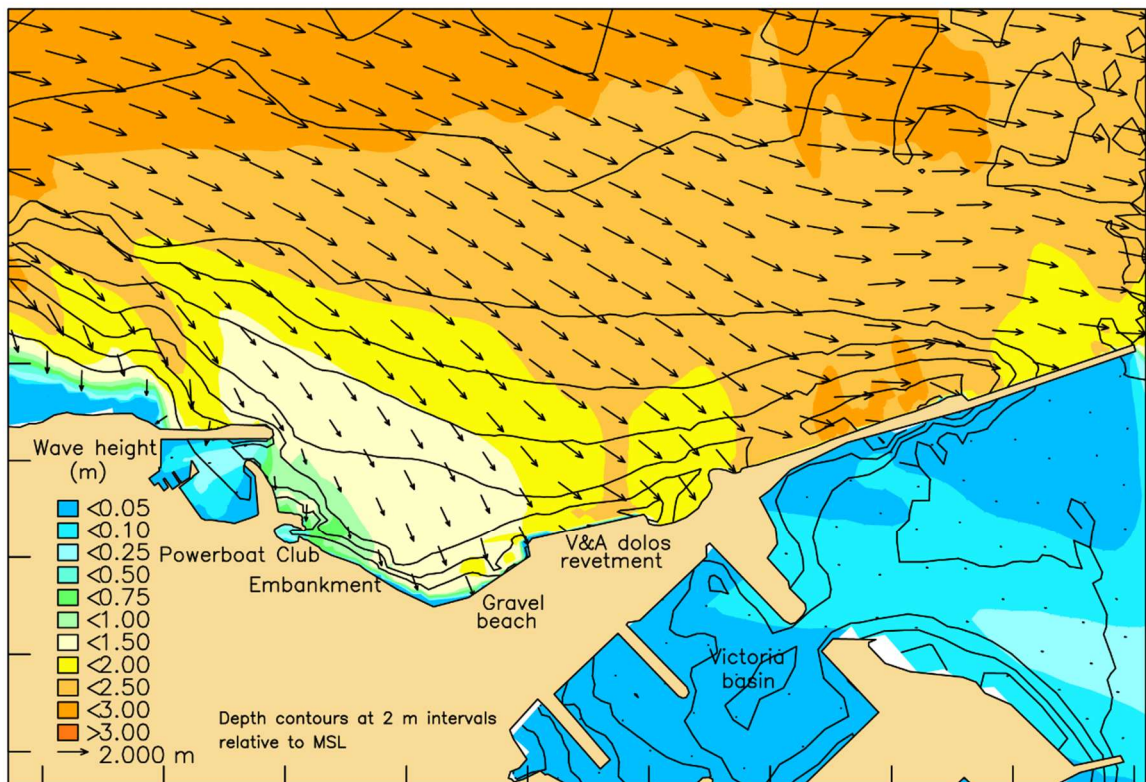 Wave height
(m)
<0.05
<0.10
<0.25
<0.50
<0.75
<1.00
<1.50
<2.00
<2.50
<3.00
>3.00
2.000 m
Powerboat Club
Embankment
Gravel
beach
V&A dolos
revetment
Victoria
basin
Depth contours at 2 m intervals
relative to MSL